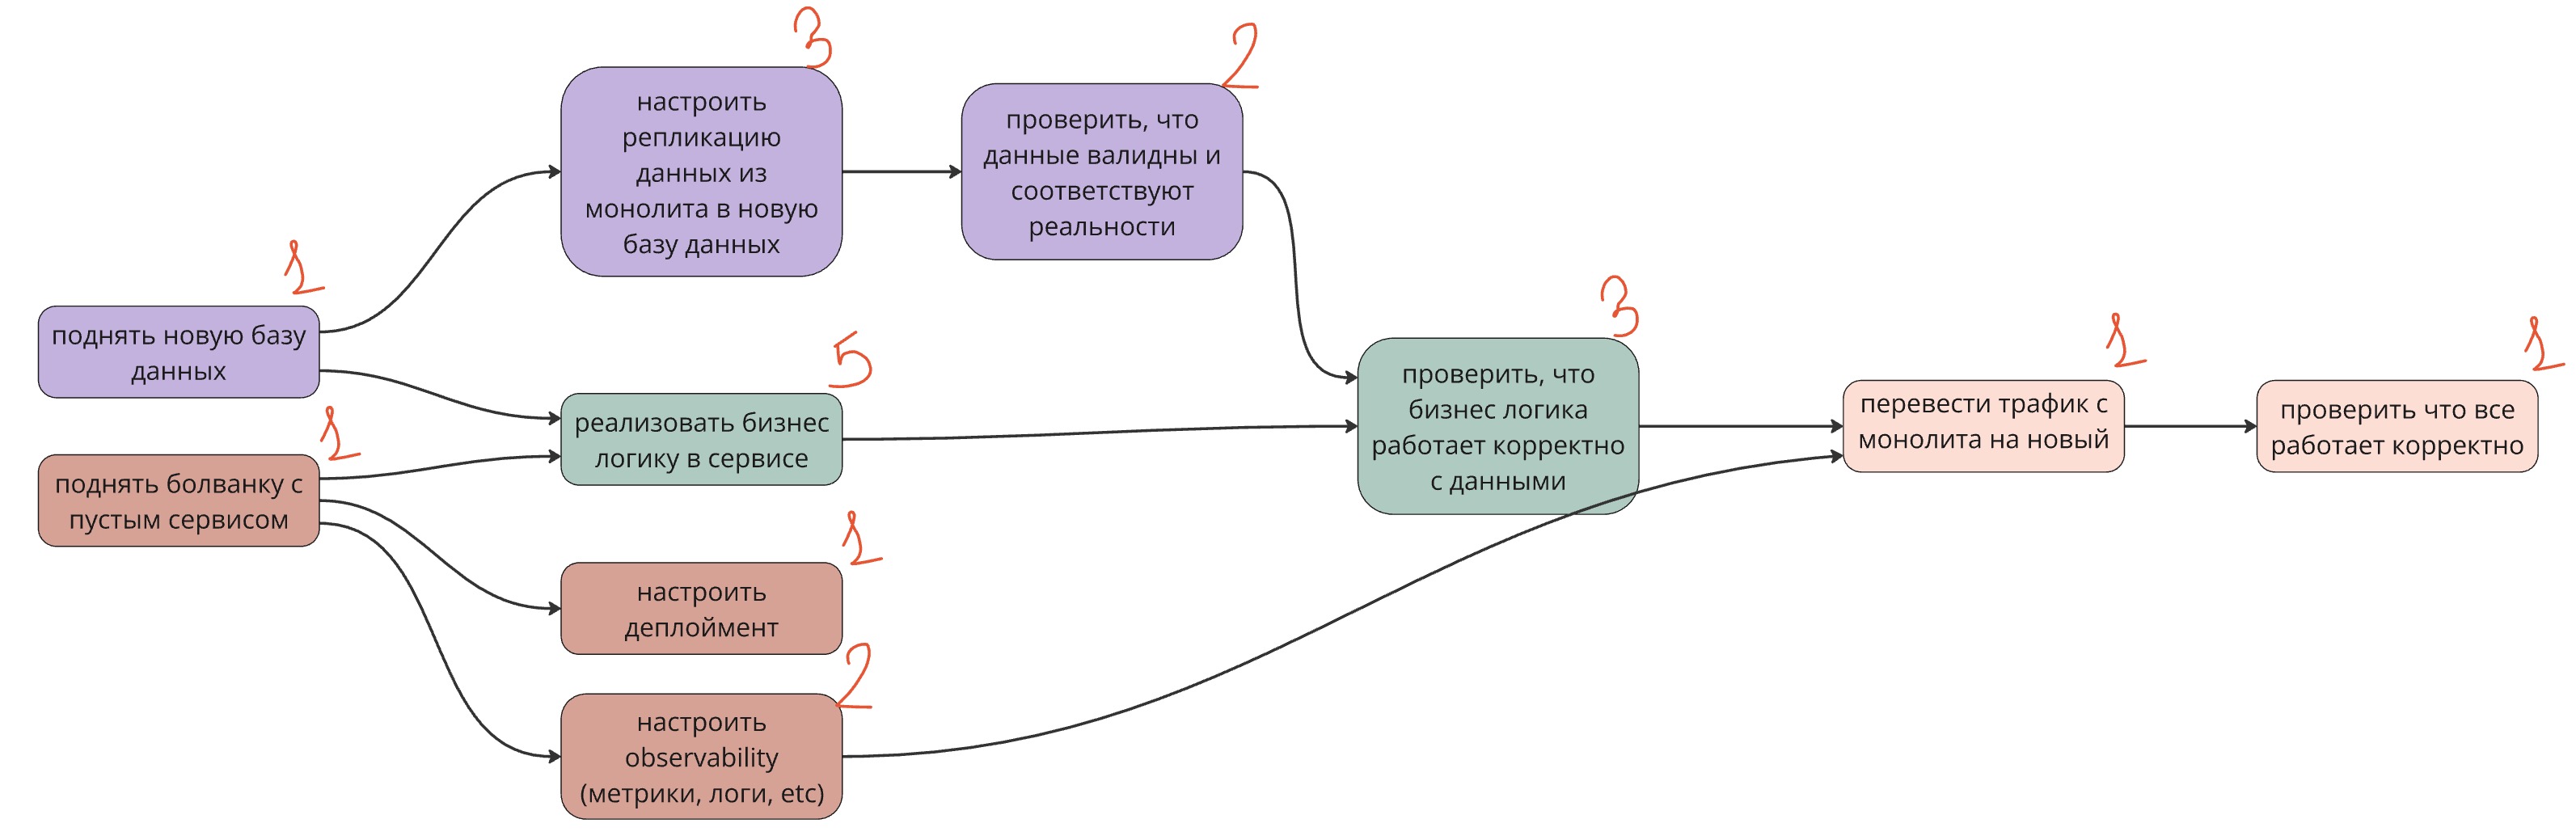 3
настроить
репликацию
данных из
монолита в новую
базу данных
2
проверить, что
данные валидны и
соответствуют
реальности
1
поднять новую базу
данных
5
реализовать бизнес
логику в сервисе
1
поднять болванку с
пустым сервисом
1
настроить
деплоймент
2
настроить
observability
(метрики, логи, etc)
3
проверить, что
бизнес логика
работает корректно
с данными
1
перевести трафик с
монолита на новый
1
проверить что все
работает корректно